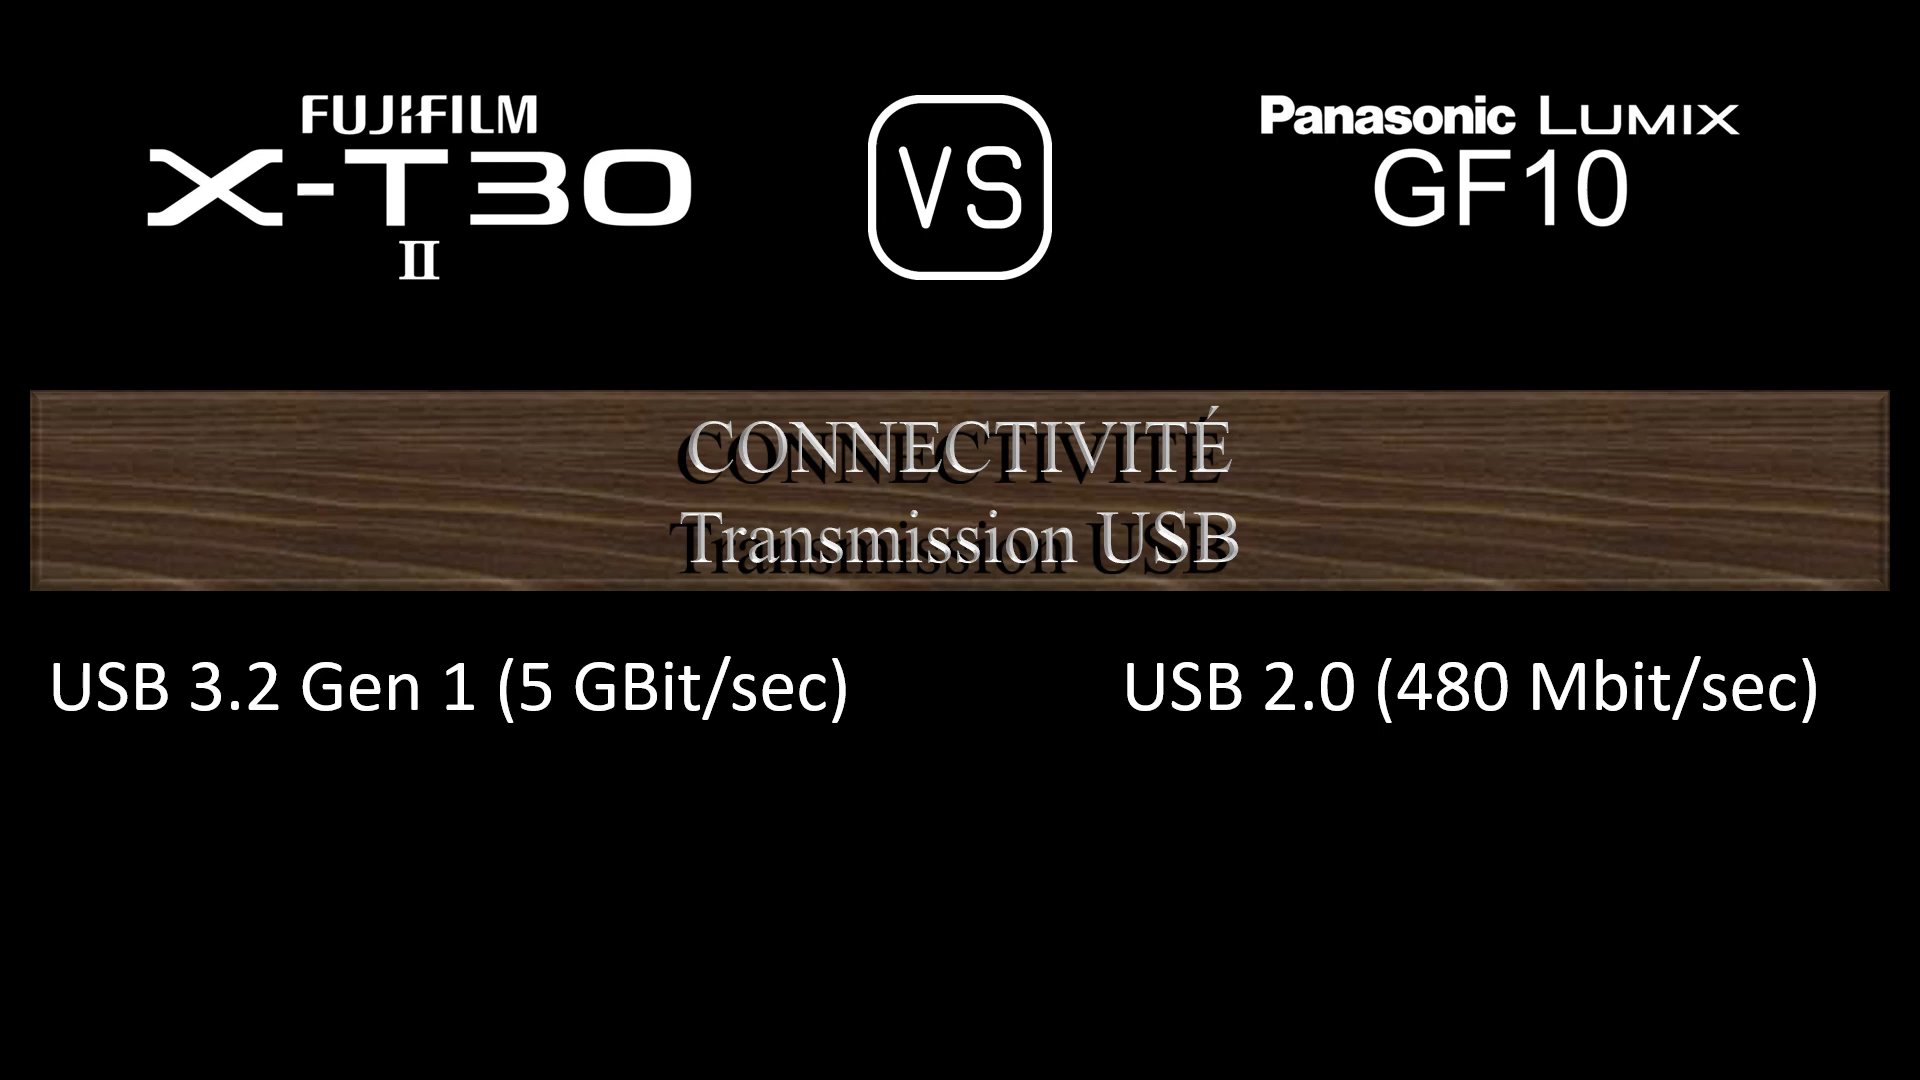 FUJIFILM
X-T30
II
VS
Panasonic LUMIX
GF10
CONNECTIVITÉ
Transmission USB
USB 3.2 Gen 1 (5 GBit/sec)
USB 2.0 (480 Mbit/sec)